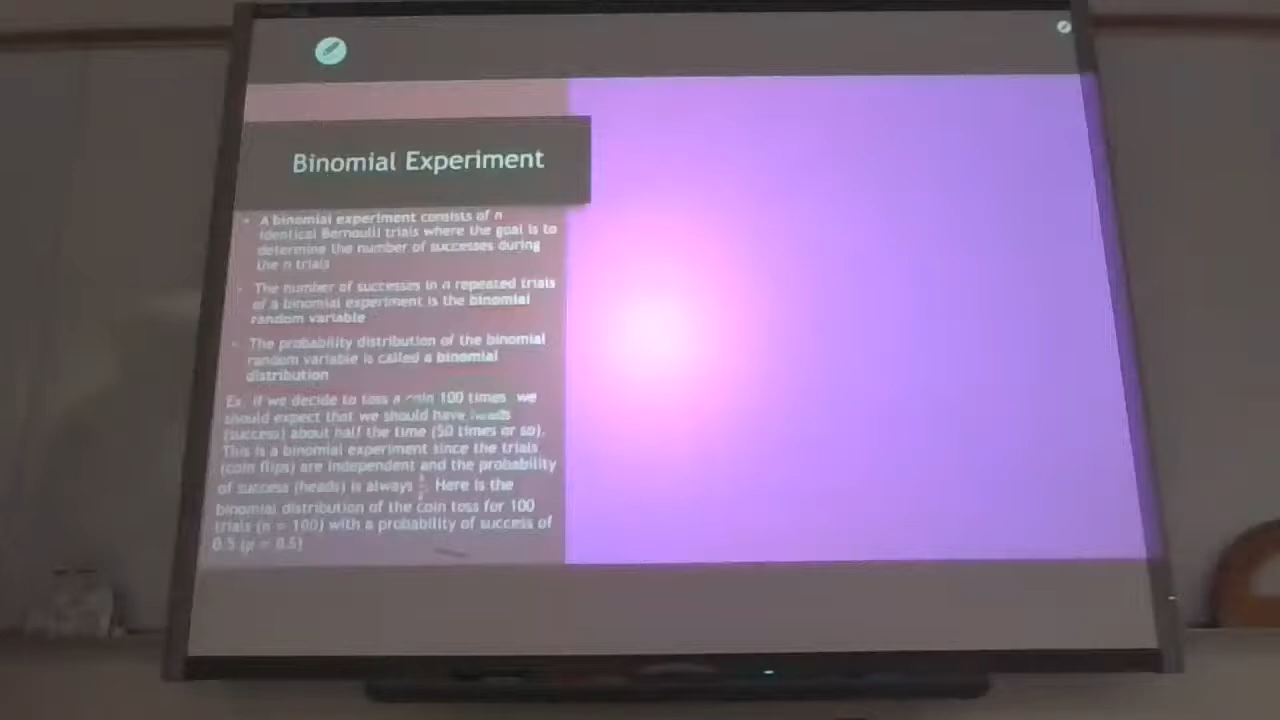 Binomial Experiment
• A binomial experiment consists of n
identical Bernoulli trials where the goal is to
determine the number of successes during
the n trials
• The number of successes in n repeated trials
of a binomial experiment is the binomial
random variable
• The probability distribution of the binomial
random variable is called a binomial
distribution
Ex. If we decide to toss a coin 100 times, we
should expect that we should have heads
(success) about half the time (50 times or so).
This is a binomial experiment since the trials
(coin flips) are independent and the probability
of success (heads) is always Here is the
binomial distribution of the coin toss for 100
trials (n = 100) with a probability of success of
0.5 (p = 0.5)